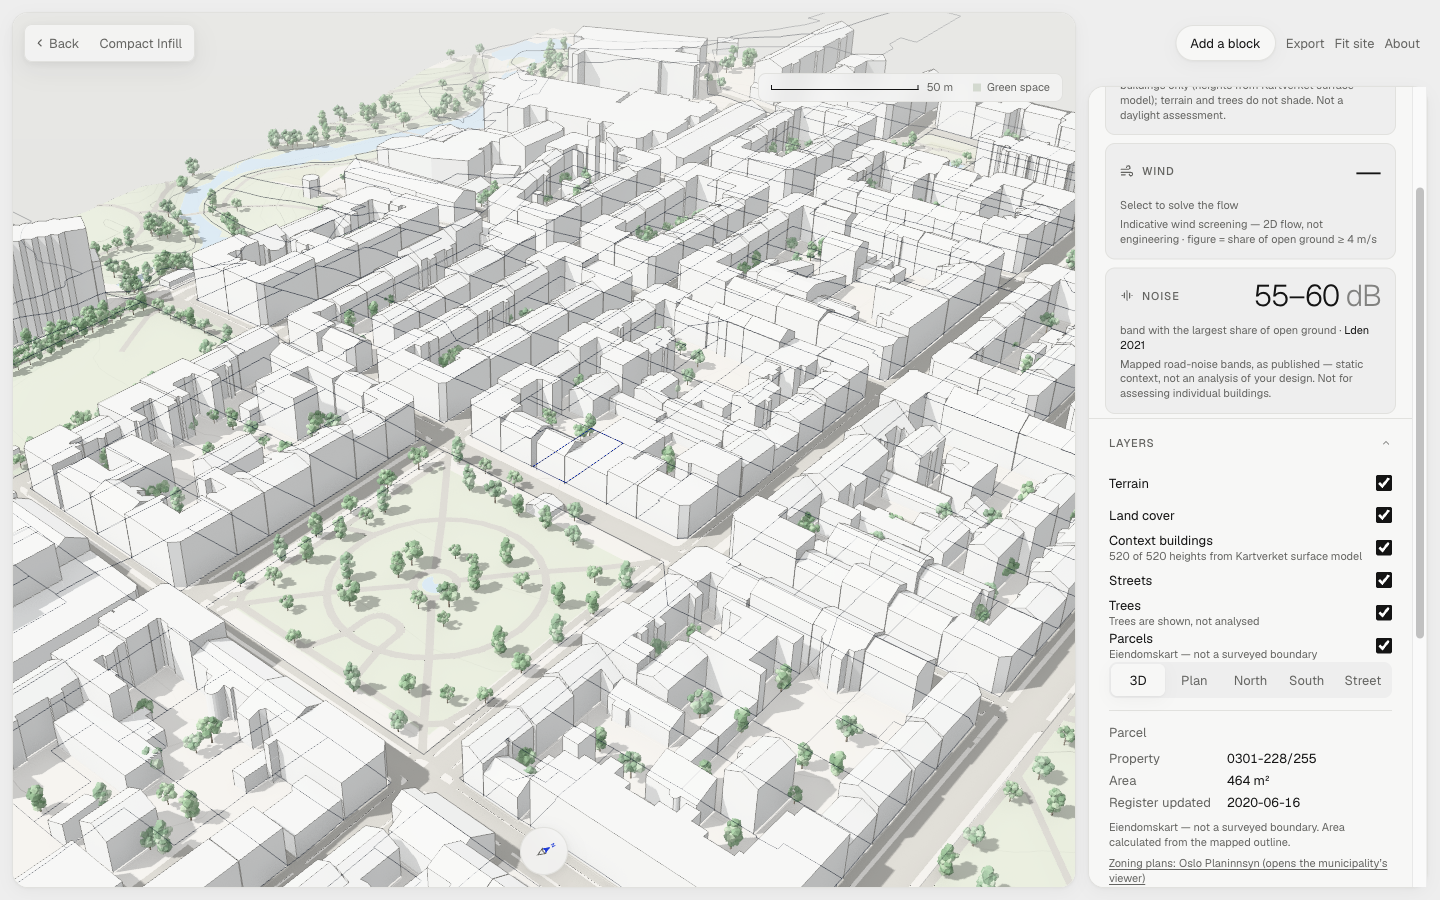 Back
Compact Infill
50 m
Green space
Add a block
Export
Fit site
About
buildings only (heights from Kartverket surface
model); terrain and trees do not shade. Not a
daylight assessment.
WIND
—
Select to solve the flow
Indicative wind screening — 2D flow, not
engineering · figure = share of open ground ≥ 4 m/s
NOISE
55–60 dB
band with the largest share of open ground · Lden
2021
Mapped road-noise bands, as published — static
context, not an analysis of your design. Not for
assessing individual buildings.
LAYERS
Terrain
Land cover
Context buildings
520 of 520 heights from Kartverket surface model
Streets
Trees
Trees are shown, not analysed
Parcels
Eiendomskart — not a surveyed boundary
3D
Plan
North
South
Street
Parcel
Property 0301-228/255
Area 464 m²
Register updated 2020-06-16
Eiendomskart — not a surveyed boundary. Area
calculated from the mapped outline.
Zoning plans: Oslo Planinnsyn (opens the municipality's
viewer)